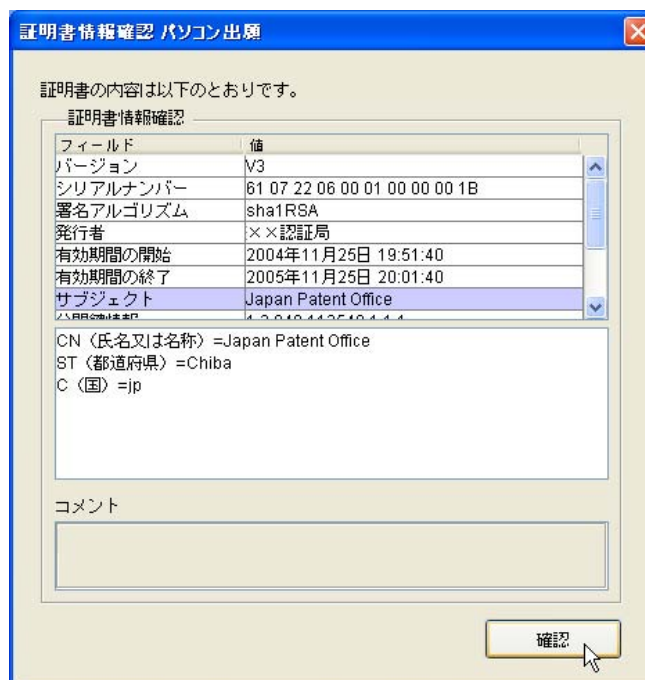 証明書情報確認 パソコン出願
証明書の内容は以下のとおりです。
証明書情報確認
フィールド 値
バージョン V3
シリアルナンバー 61 07 22 06 00 01 00 00 00 1B
署名アルゴリズム sha1RSA
発行者 ××認証局
有効期間の開始 2004年11月25日 19:51:40
有効期間の終了 2005年11月25日 20:01:40
サブジェクト Japan Patent Office
CN（氏名又は名称）=Japan Patent Office
ST（都道府県）=Chiba
C（国）=jp
コメント
確認